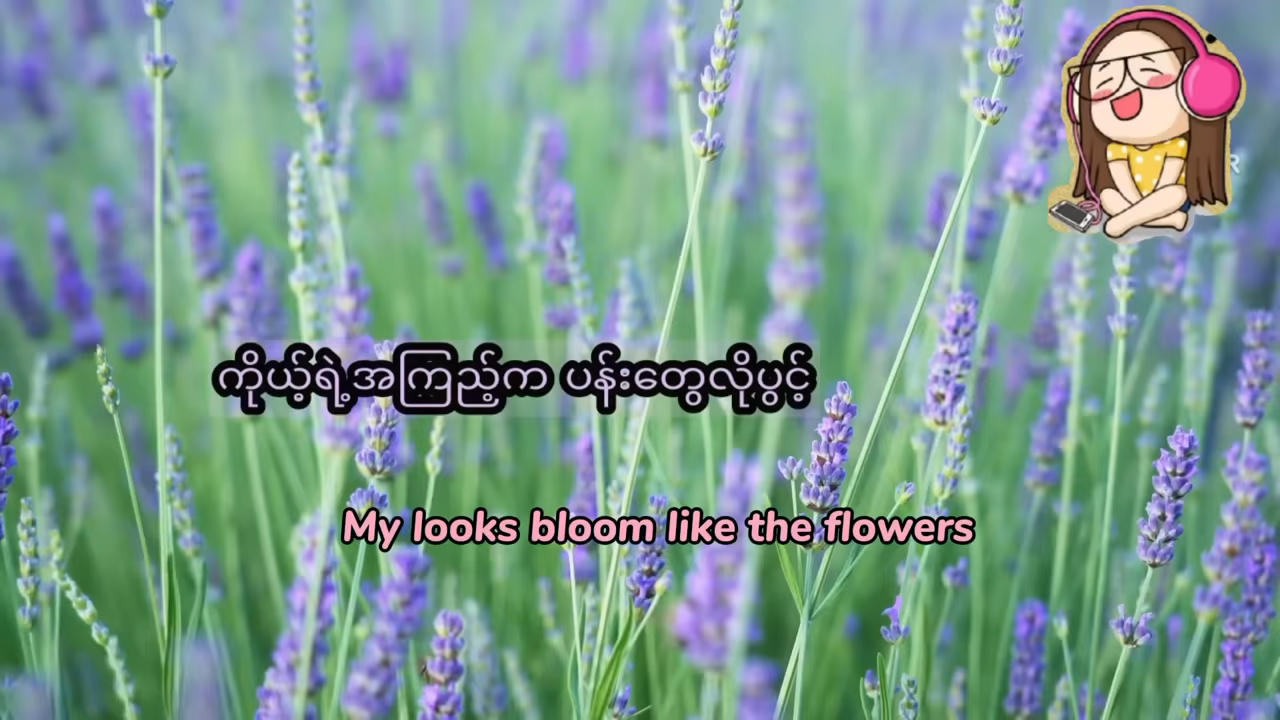 ကိုယ့်ရဲ့အကြည့်က ပန်းတွေလိုပွင့်
My looks bloom like the flowers